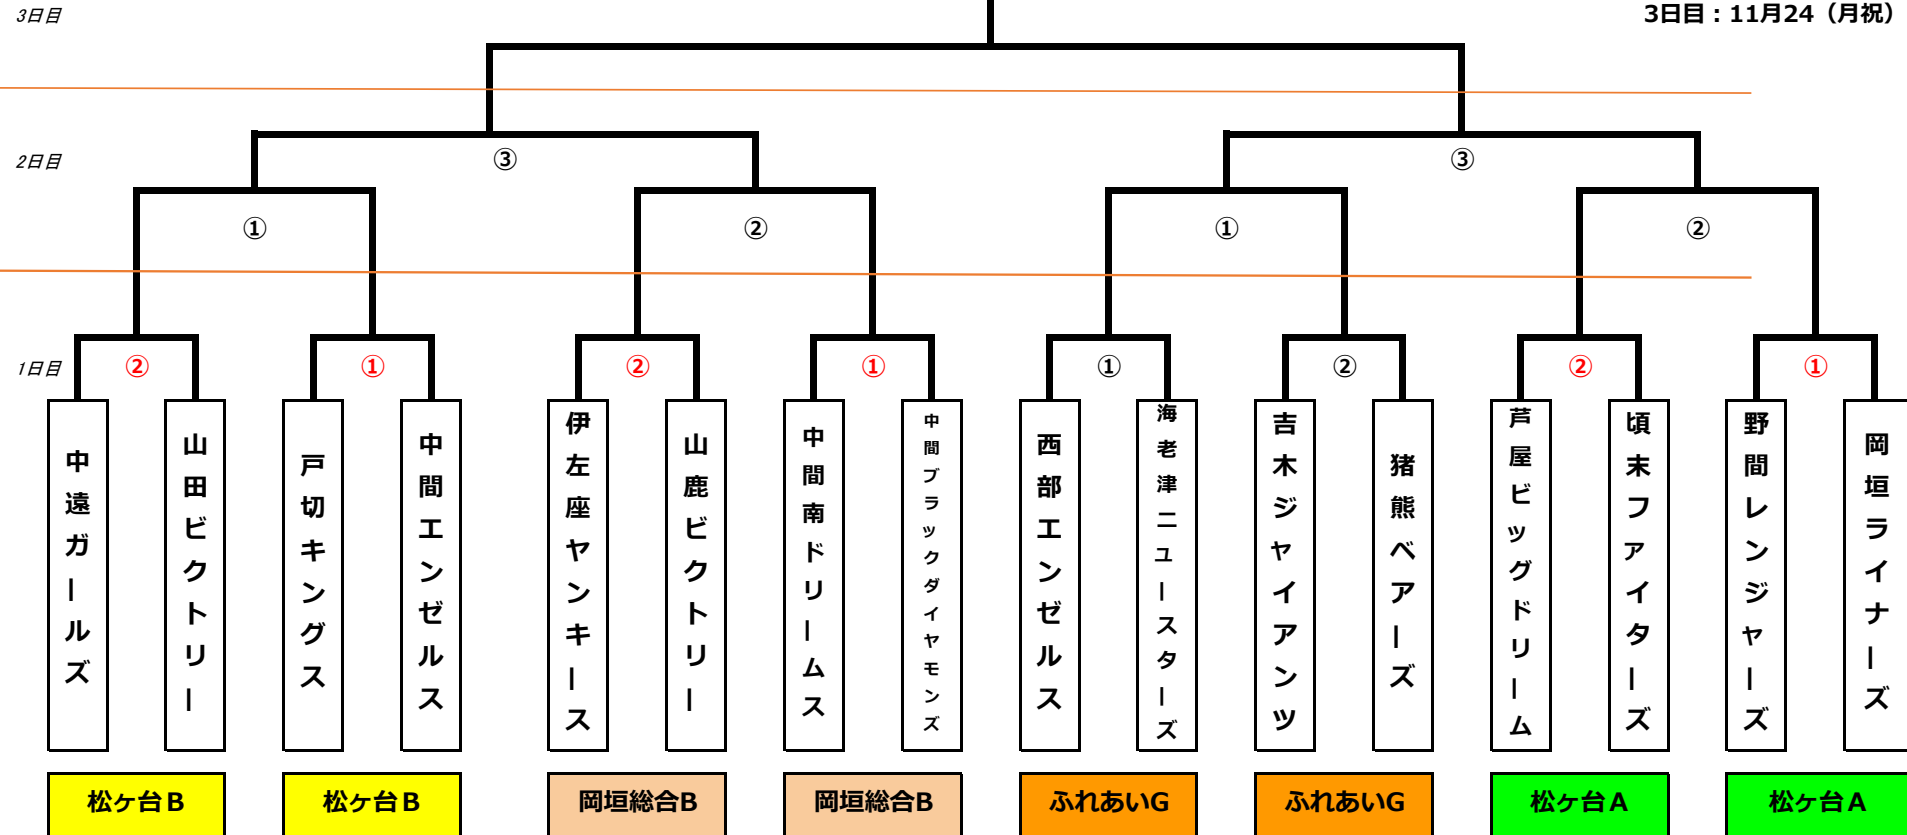 3日目
3日目：11月24（月祝）
2日目
③
③
①
②
①
②
1日目
②
①
②
①
①
②
②
①
中遠ガールズ
山田ビクトリー
戸切キングス
中間エンゼルス
伊左座ヤンキース
山鹿ビクトリー
中間南ドリームス
中間ブラックダイヤモンズ
西部エンゼルス
海老津ニュースターズ
吉木ジャイアンツ
猪熊ベアーズ
芦屋ビッグドリーム
頃末ファイターズ
野間レンジャーズ
岡垣ライナーズ
松ヶ台B
松ヶ台B
岡垣総合B
岡垣総合B
ふれあいG
ふれあいG
松ヶ台A
松ヶ台A